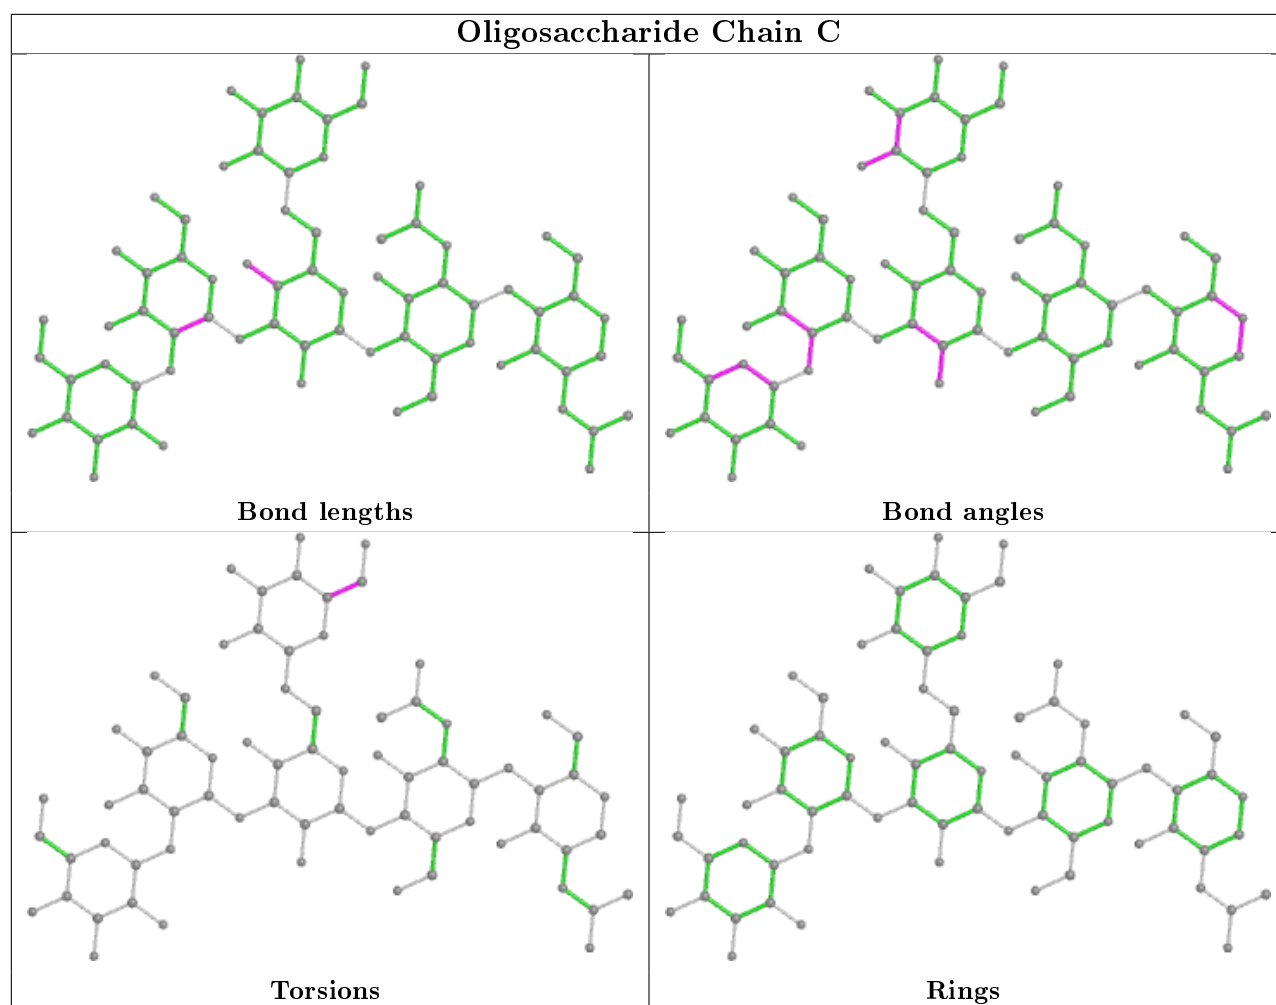 Oligosaccharide Chain C
Bond lengths
Bond angles
Torsions
Rings